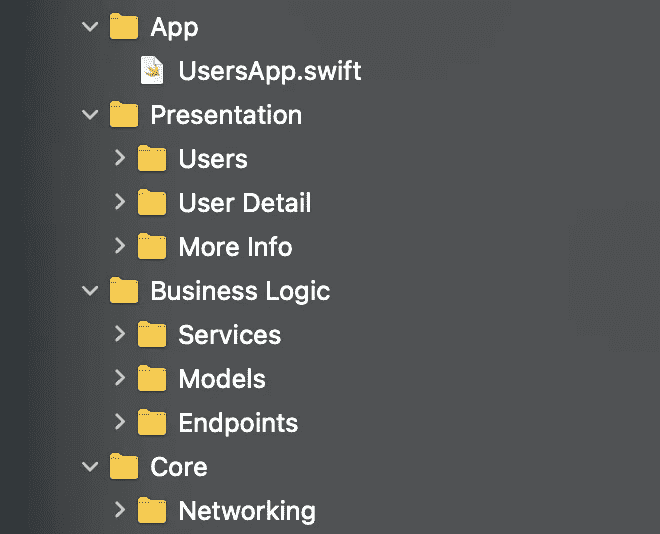 App
UsersApp.swift
Presentation
Users
User Detail
More Info
Business Logic
Services
Models
Endpoints
Core
Networking